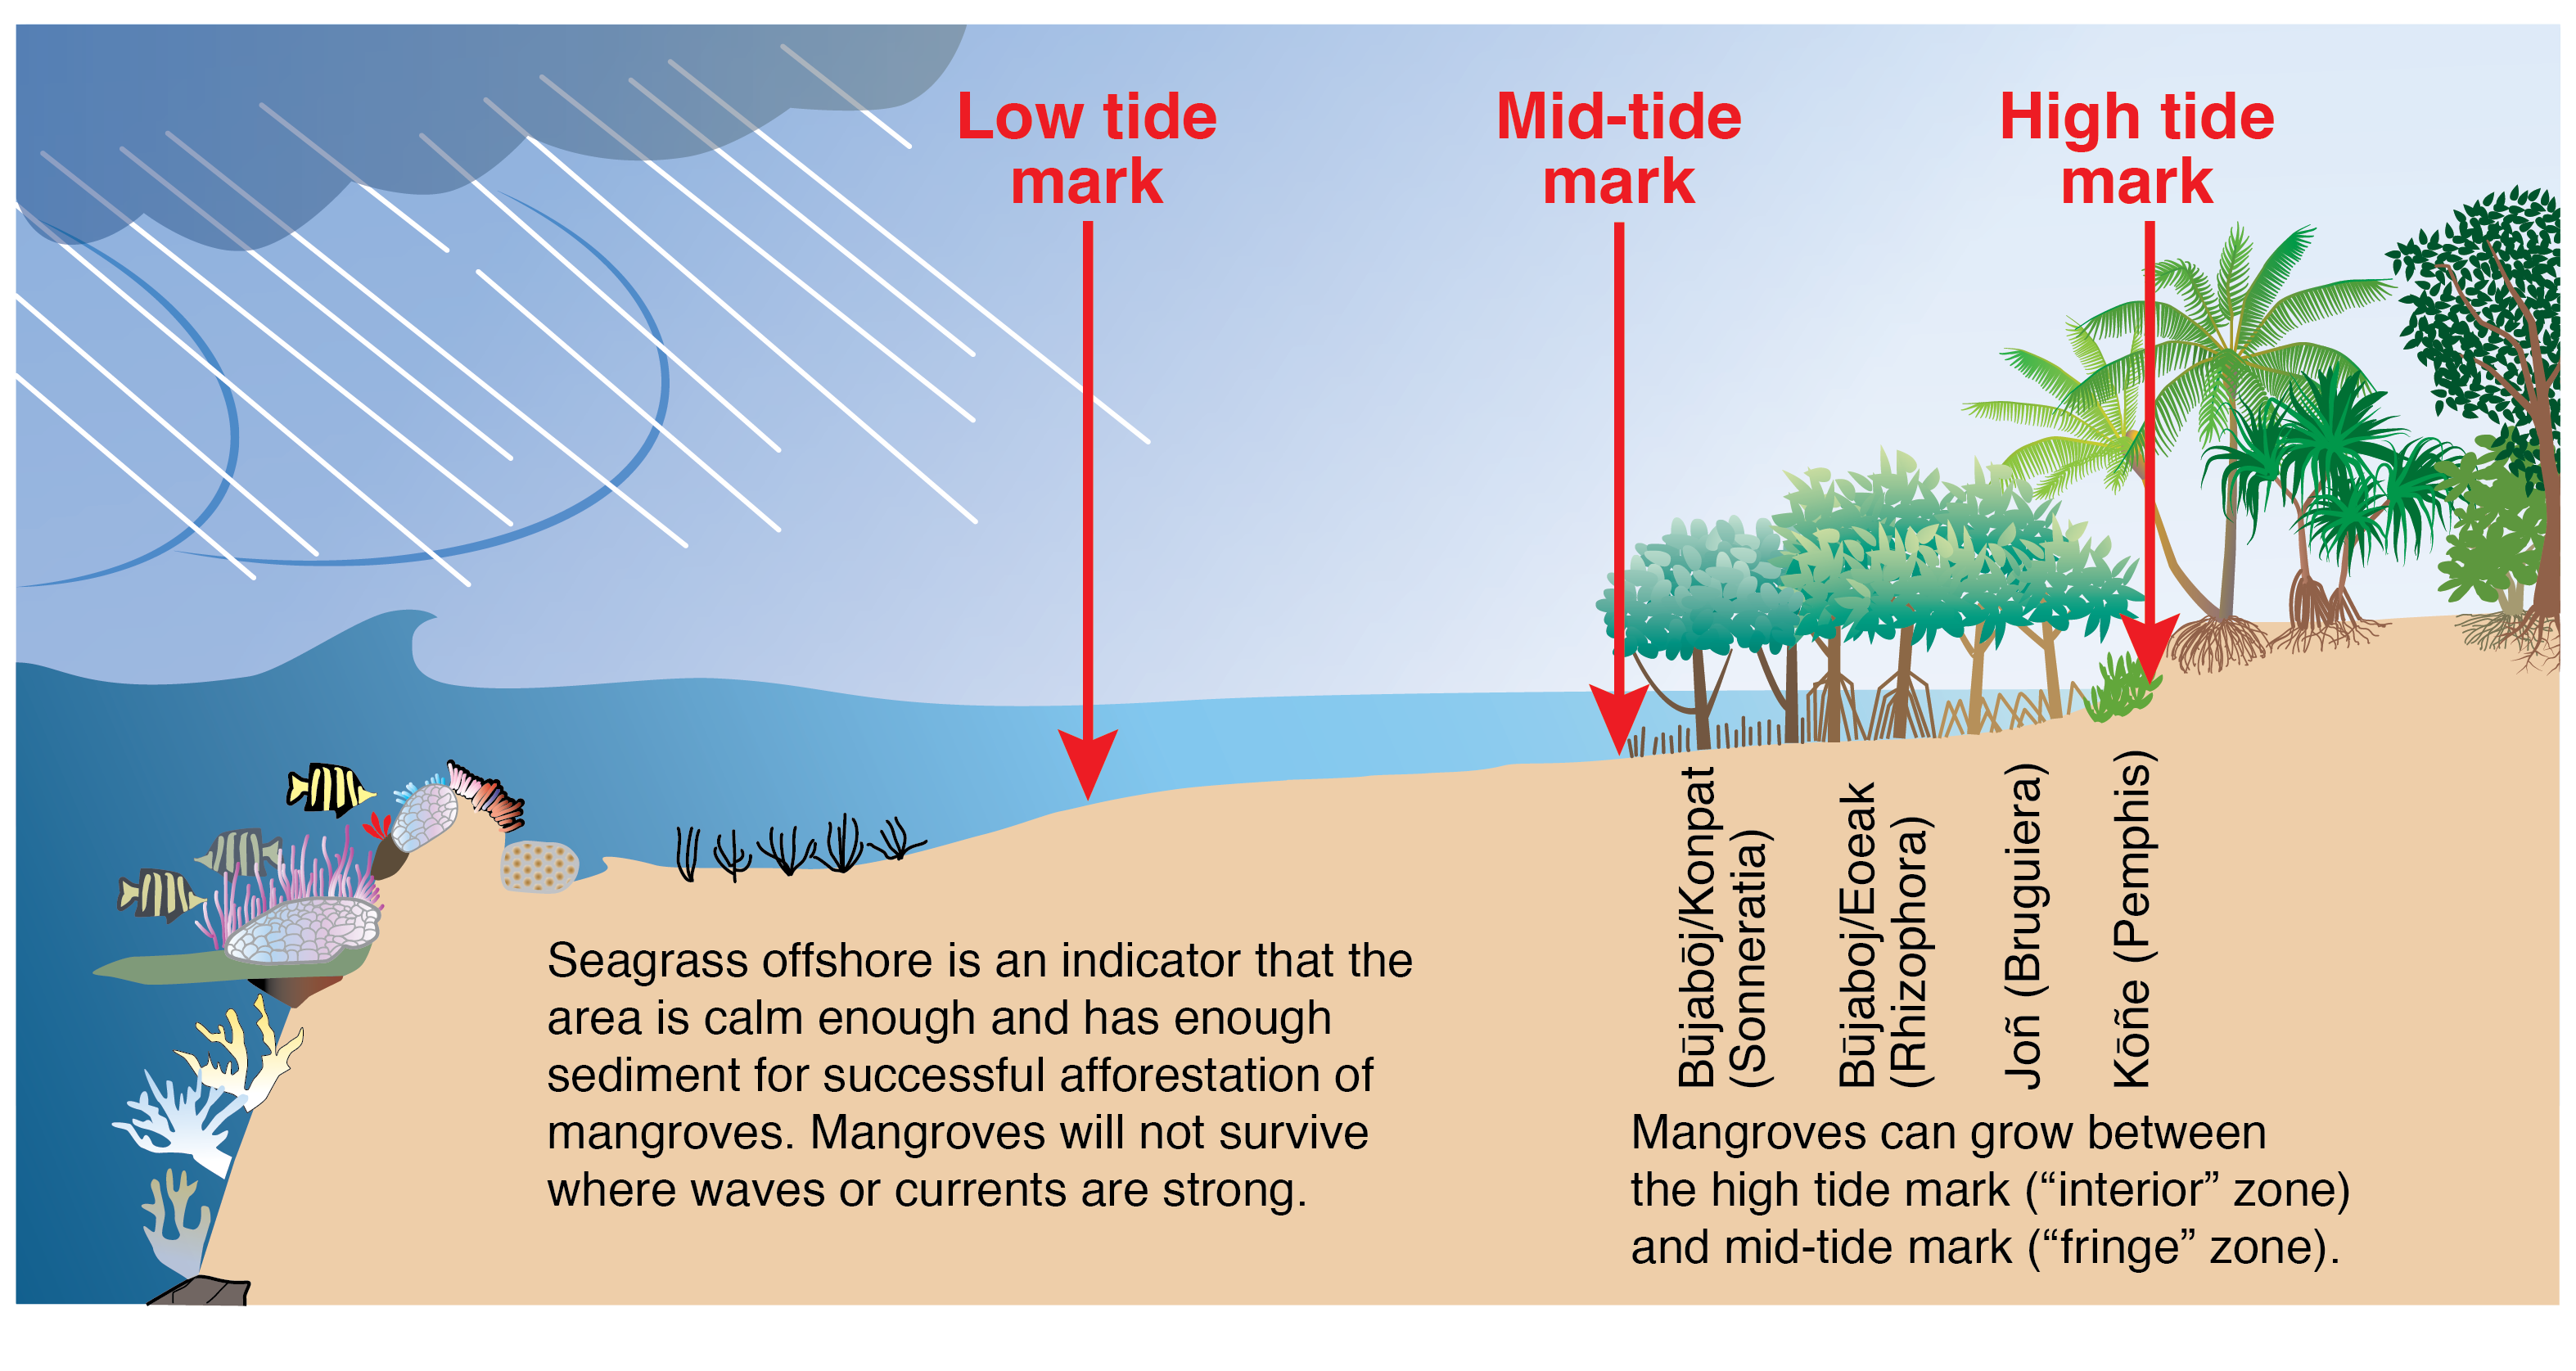 Low tide
mark
Mid-tide
mark
High tide
mark
Būjabōj/Konpat
(Sonneratia)
Būjaboj/Eoeak
(Rhizophora)
Joñ (Bruguiera)
Kōñe (Pemphis)
Seagrass offshore is an indicator that the
area is calm enough and has enough
sediment for successful afforestation of
mangroves. Mangroves will not survive
where waves or currents are strong.
Mangroves can grow between
the high tide mark (“interior” zone)
and mid-tide mark (“fringe” zone).